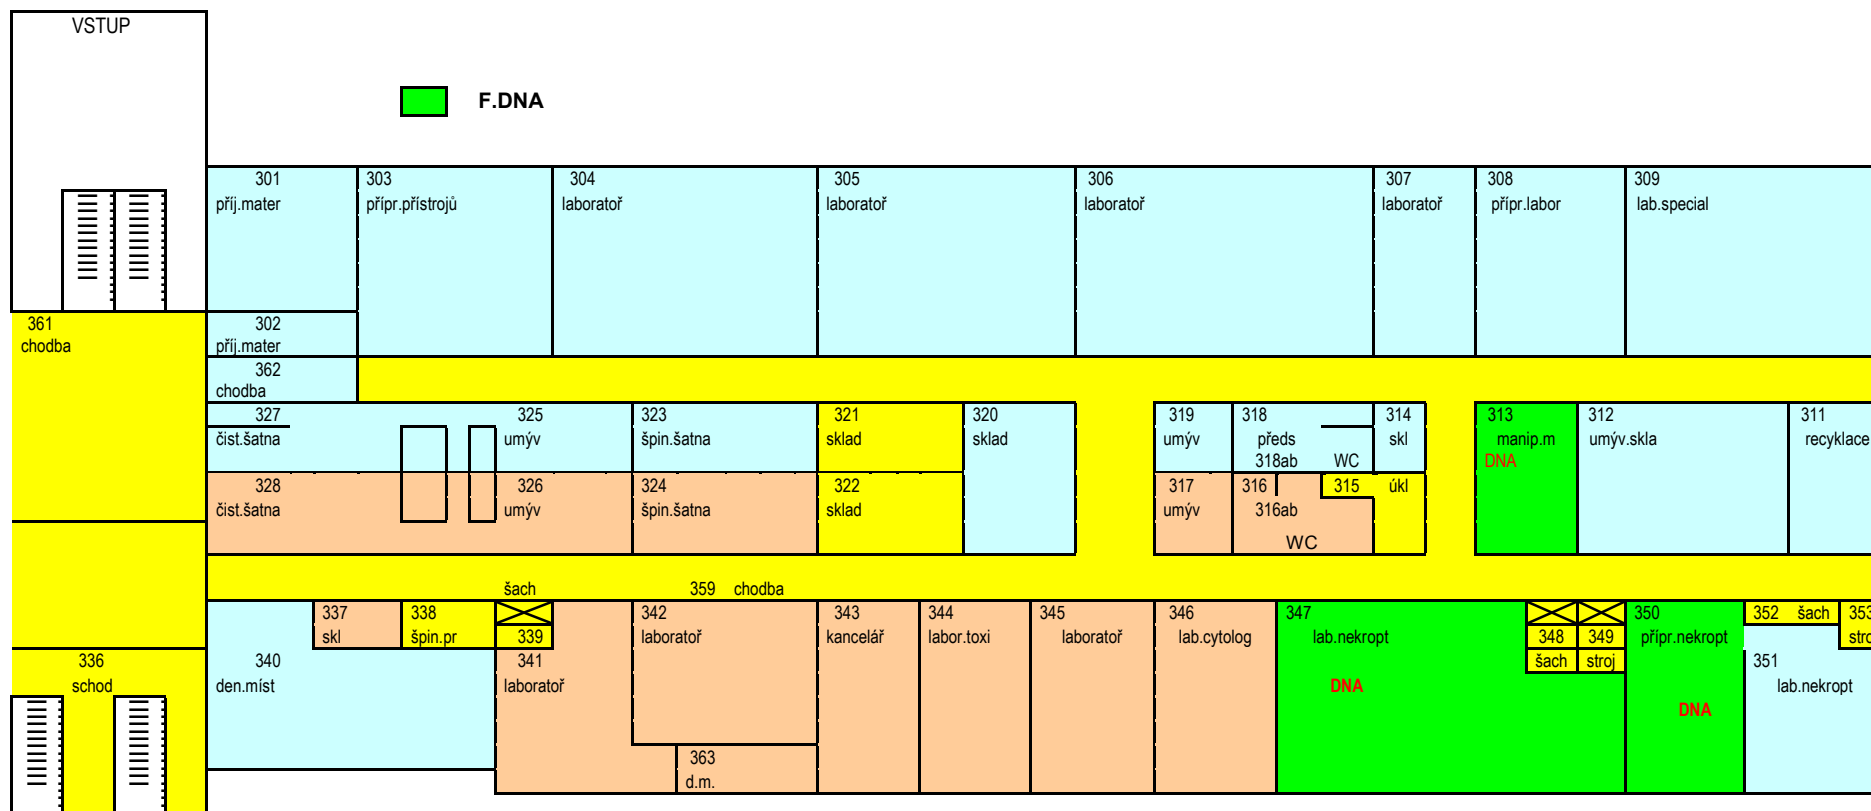 VSTUP
F.DNA
301 303 304 305 306 307 308 309
příj.mater přípr.přístrojů laboratoř laboratoř laboratoř laboratoř přípr.labor lab.special
361 302
chodba příj.mater
362
chodba
327 325 323 321 320 319 318 314 313 312 311
čist.šatna umýv špin.šatna sklad sklad umýv předs skl manip.m umýv.skla recyklace
318ab WC DNA
328 326 324 322 317 316 315 úkl
čist.šatna umýv špin.šatna sklad umýv 316ab
WC
šach 359 chodba
337 338 342 343 344 345 346 347 350 352 šach 353
skl špin.pr 339 laboratoř kancelář labor.toxi laboratoř lab.cytolog lab.nekropt 348 349 přípr.nekropt stro
336 340 341 šach stroj 351
schod den.míst laboratoř DNA lab.nekropt
DNA
363
d.m.